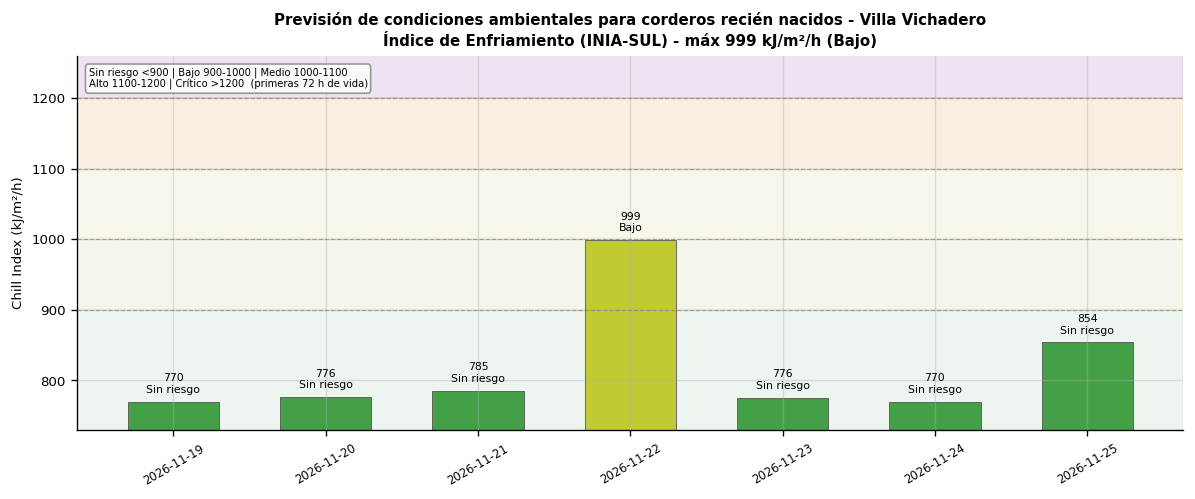 Previsión de condiciones ambientales para corderos recién nacidos - Villa Vichadero
Índice de Enfriamiento (INIA-SUL) - máx 999 kJ/m²/h (Bajo)
Sin riesgo <900 | Bajo 900-1000 | Medio 1000-1100
Alto 1100-1200 | Crítico >1200  (primeras 72 h de vida)
Chill Index (kJ/m²/h)
1200
1100
1000
900
800
770
Sin riesgo
776
Sin riesgo
785
Sin riesgo
999
Bajo
776
Sin riesgo
770
Sin riesgo
854
Sin riesgo
2026-11-19
2026-11-20
2026-11-21
2026-11-22
2026-11-23
2026-11-24
2026-11-25